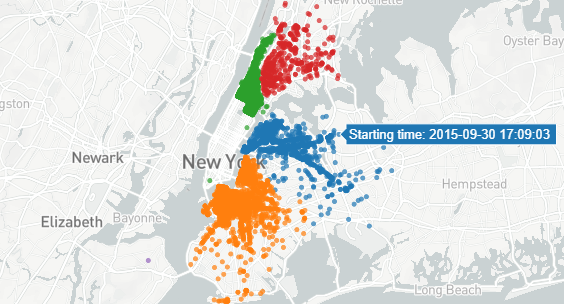 New Rochelle
Oyster Bay
ngston
Starting time: 2015-09-30 17:09:03
Newark
New York
Hempstead
Elizabeth
Bayonne
Long Beach